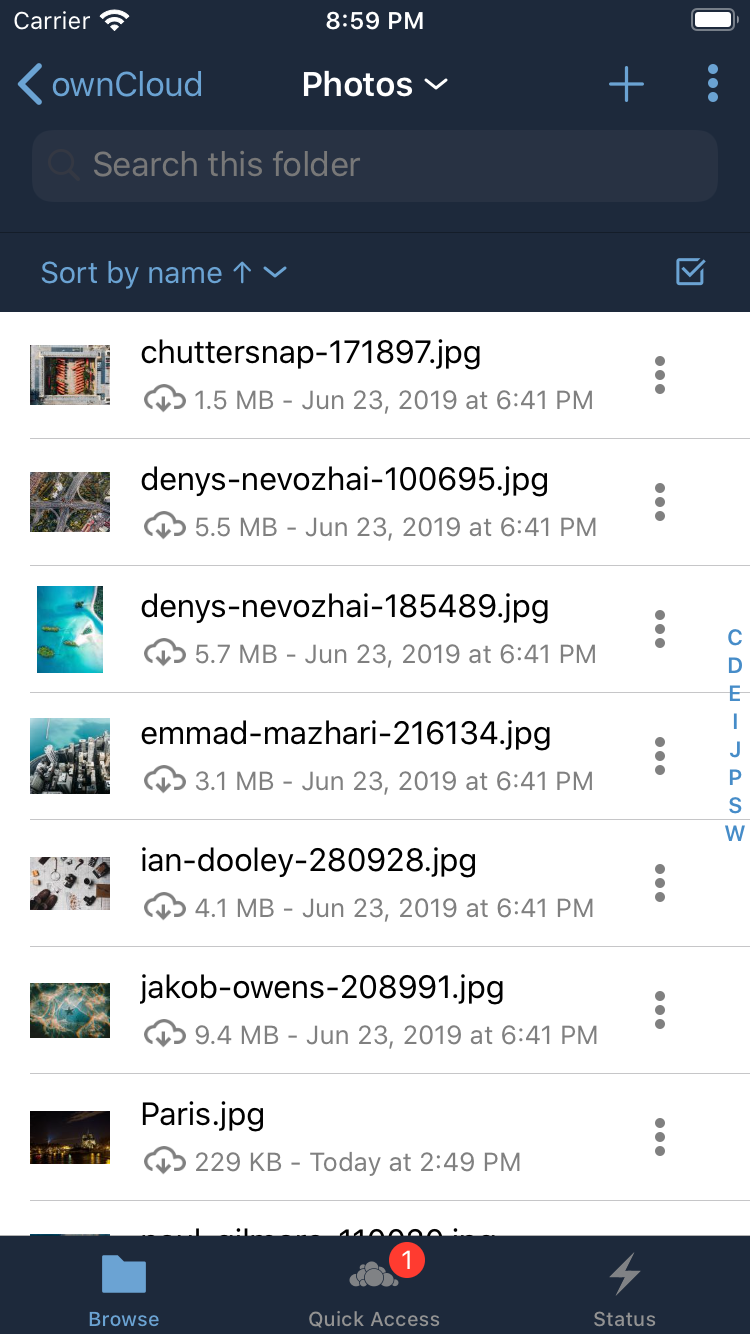 Carrier 8:59 PM
ownCloud Photos
Search this folder
Sort by name ↑
chuttersnap-171897.jpg
1.5 MB - Jun 23, 2019 at 6:41 PM
denys-nevozhai-100695.jpg
5.5 MB - Jun 23, 2019 at 6:41 PM
denys-nevozhai-185489.jpg
5.7 MB - Jun 23, 2019 at 6:41 PM
emmad-mazhari-216134.jpg
3.1 MB - Jun 23, 2019 at 6:41 PM
ian-dooley-280928.jpg
4.1 MB - Jun 23, 2019 at 6:41 PM
jakob-owens-208991.jpg
9.4 MB - Jun 23, 2019 at 6:41 PM
Paris.jpg
229 KB - Today at 2:49 PM
C
D
E
I
J
P
S
W
1
Browse Quick Access Status